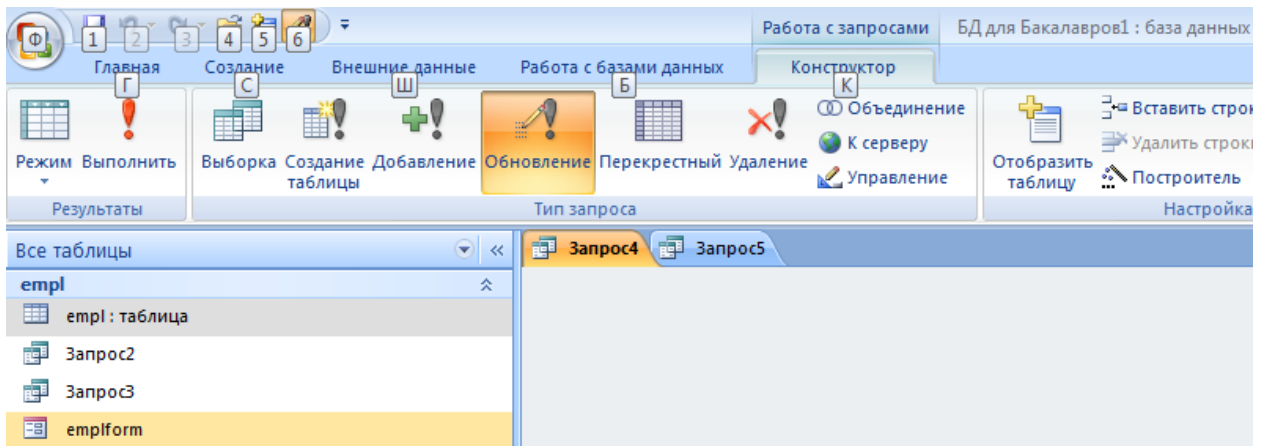 Работа с запросами
БД для Бакалавров1 : база данных
Ф
1
2
3
4
5
6
Главная
Создание
Внешние данные
Работа с базами данных
Конструктор
Г
С
Ш
Б
К
Режим
Выполнить
Выборка
Создание
таблицы
Добавление
Обновление
Перекрестный
Удаление
Объединение
К серверу
Управление
Отобразить
таблицу
Вставить строк
Удалить строки
Построитель
Результаты
Тип запроса
Настройка
Все таблицы
Запрос4
Запрос5
empl
empl : таблица
Запрос2
Запрос3
emplform